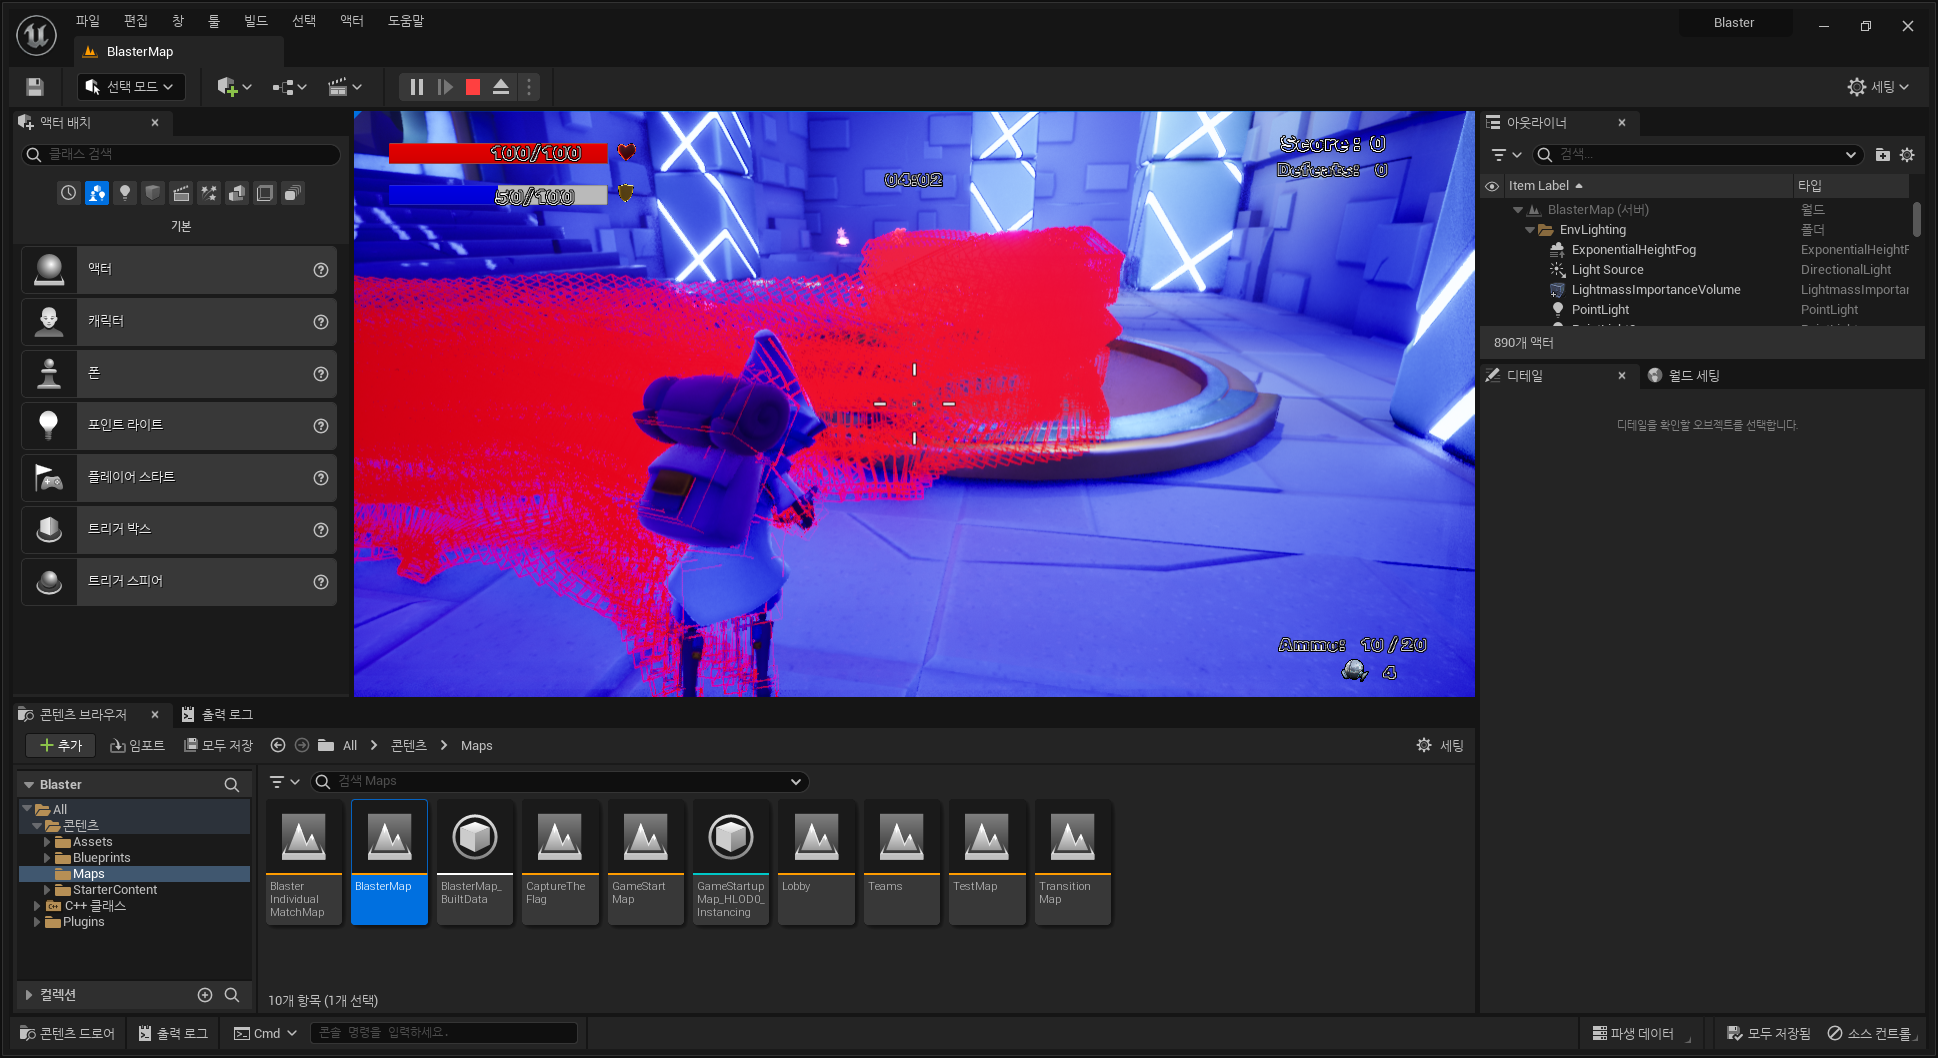 파일 편집 창 툴 빌드 선택 액터 도움말
Blaster
BlasterMap
선택 모드
세팅
액터 배치
클래스 검색
기본
액터
캐릭터
폰
포인트 라이트
플레이어 스타트
트리거 박스
트리거 스피어
100/100
50/100
04:02
Score: 0
Defeats: 0
Ammo: 10/20
4
아웃라이너
검색...
Item Label 타입
BlasterMap (서버) 월드
EnvLighting 폴더
ExponentialHeightFog ExponentialHeightF
Light Source DirectionalLight
LightmassImportanceVolume LightmassImportar
PointLight PointLight
890개 액터
디테일 월드 세팅
디테일을 확인할 오브젝트를 선택합니다.
콘텐츠 브라우저 출력 로그
추가 임포트 모두 저장 All 콘텐츠 Maps 세팅
Blaster
All
콘텐츠
Assets
Blueprints
Maps
StarterContent
C++ 클래스
Plugins
컬렉션
검색 Maps
Blaster
Individual
MatchMap
BlasterMap
BlasterMap_
BuiltData
CaptureThe
Flag
GameStart
Map
GameStartup
Map_HLOD0_
Instancing
Lobby
Teams
TestMap
Transition
Map
10개 항목 (1개 선택)
콘텐츠 드로어 출력 로그 Cmd 콘솔 명령을 입력하세요. 파생 데이터 모두 저장됨 소스 컨트롤